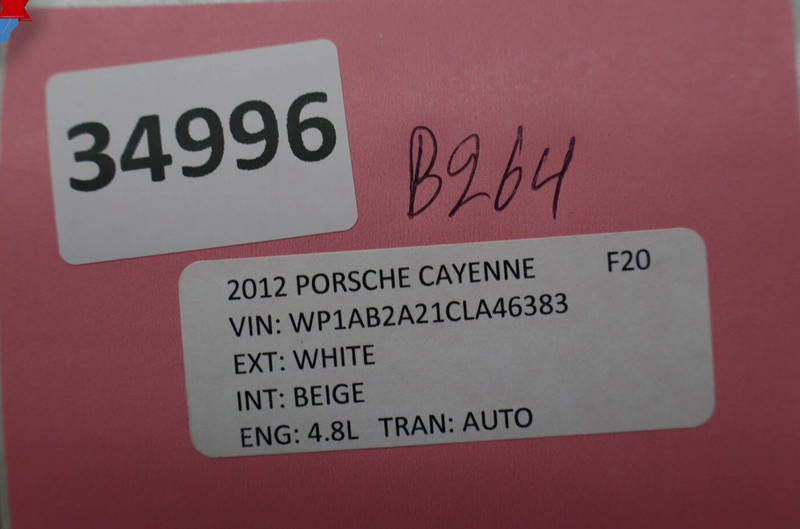 34996
B264
2012 PORSCHE CAYENNE F20
VIN: WP1AB2A21CLA46383
EXT: WHITE
INT: BEIGE
ENG: 4.8L TRAN: AUTO